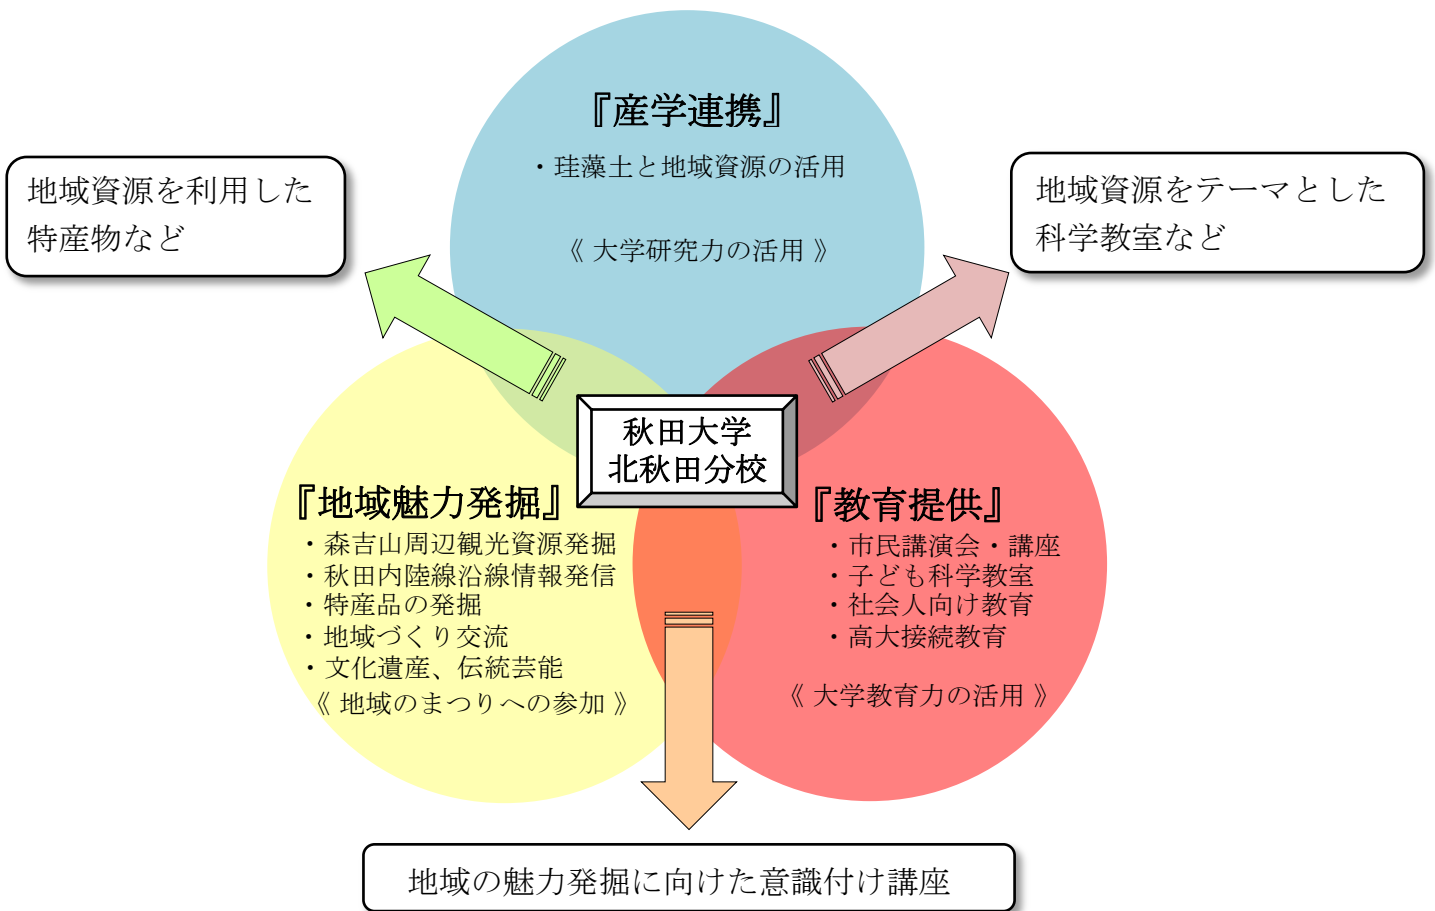 『産学連携』
・珪藻土と地域資源の活用
《 大学研究力の活用 》
地域資源を利用した
特産物など
地域資源をテーマとした
科学教室など
秋田大学
北秋田分校
『地域魅力発掘』
・森吉山周辺観光資源発掘
・秋田内陸線沿線情報発信
・特産品の発掘
・地域づくり交流
・文化遺産、伝統芸能
《 地域のまつりへの参加 》
『教育提供』
・市民講演会・講座
・子ども科学教室
・社会人向け教育
・高大接続教育
《 大学教育力の活用 》
地域の魅力発掘に向けた意識付け講座